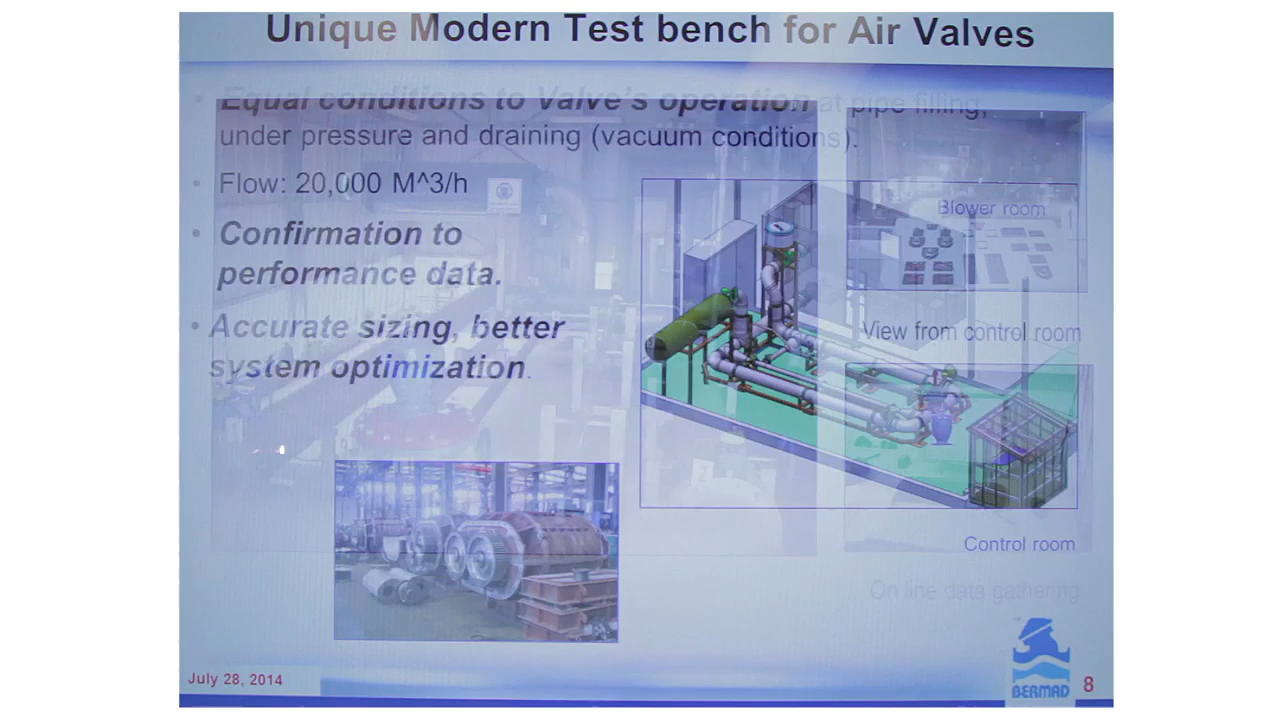 Unique Modern Test bench for Air Valves
• Equal conditions to Valve's operation at pipe filling,
under pressure and draining (vacuum conditions).
• Flow: 20,000 M^3/h
• Confirmation to
performance data.
• Accurate sizing, better
system optimization.
Blower room
View from control room
Control room
On line data gathering
July 28, 2014
BERMAD
8